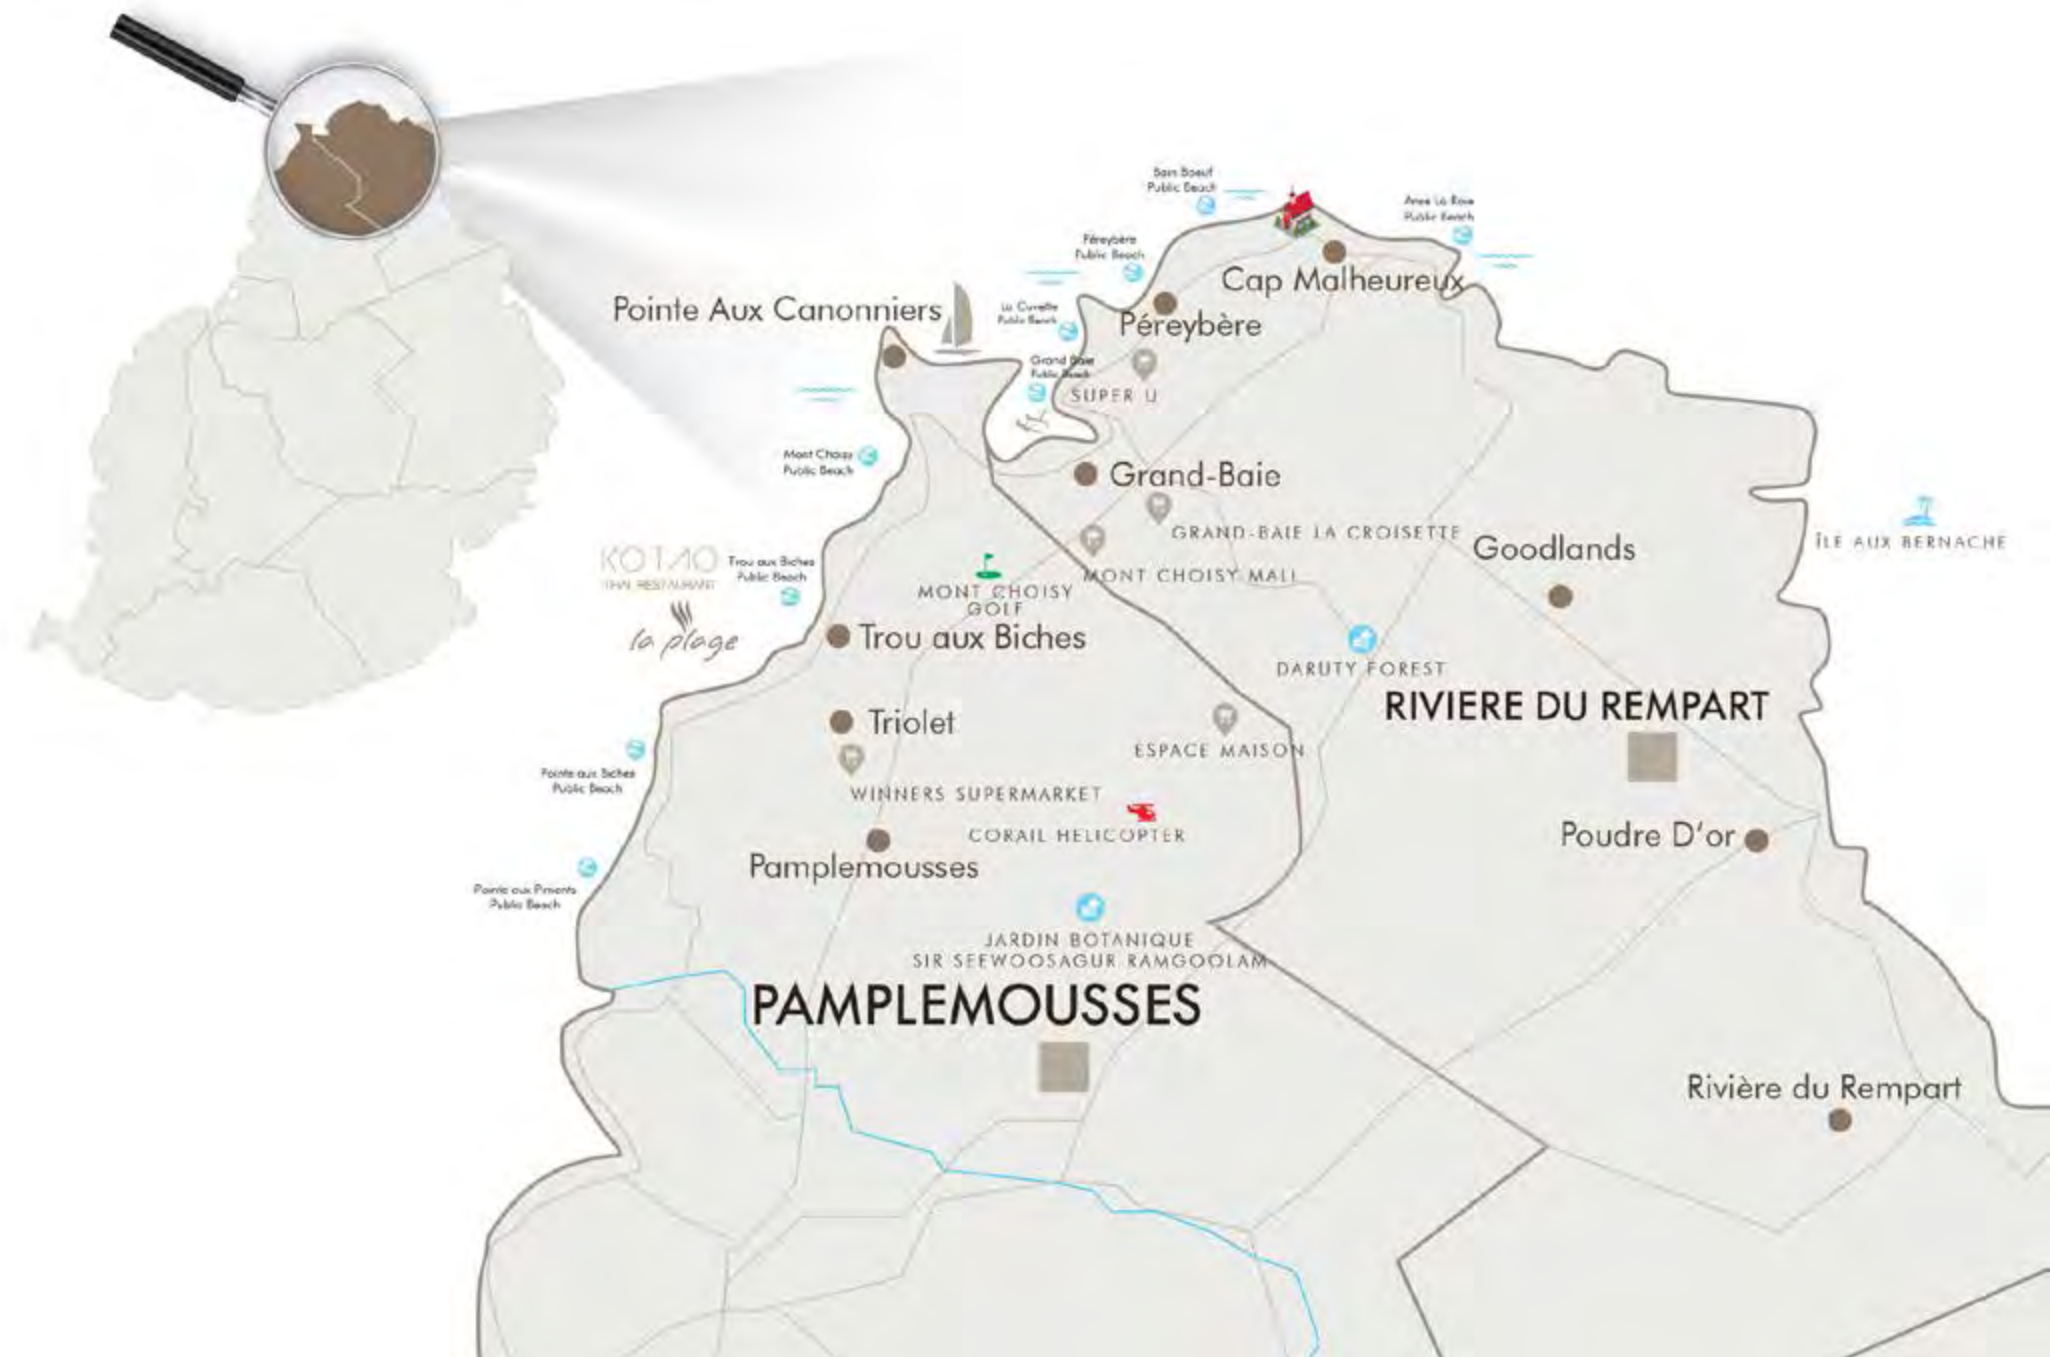 Bain Boeuf
Public Beach
Anse La Raie
Public Beach
Péreybère
Public Beach
Cap Malheureux
Pointe Aux Canonniers
La Cuvette
Public Beach
Péreybère
Grand Baie
Public Beach
SUPER U
Mont Choisy
Public Beach
Grand-Baie
GRAND-BAIE LA CROISETTE
Goodlands
ÎLE AUX BERNACHE
KO TAO
THAI RESTAURANT
Trou aux Biches
Public Beach
MONT CHOISY MALL
MONT CHOISY
GOLF
la plage
Trou aux Biches
DARUTY FOREST
RIVIERE DU REMPART
Triolet
ESPACE MAISON
Pointe aux Biches
Public Beach
WINNERS SUPERMARKET
CORAIL HELICOPTER
Poudre D'or
Pamplemousses
Pointe aux Piments
Public Beach
JARDIN BOTANIQUE
SIR SEEWOOSAGUR RAMGOOLAM
PAMPLEMOUSSES
Rivière du Rempart